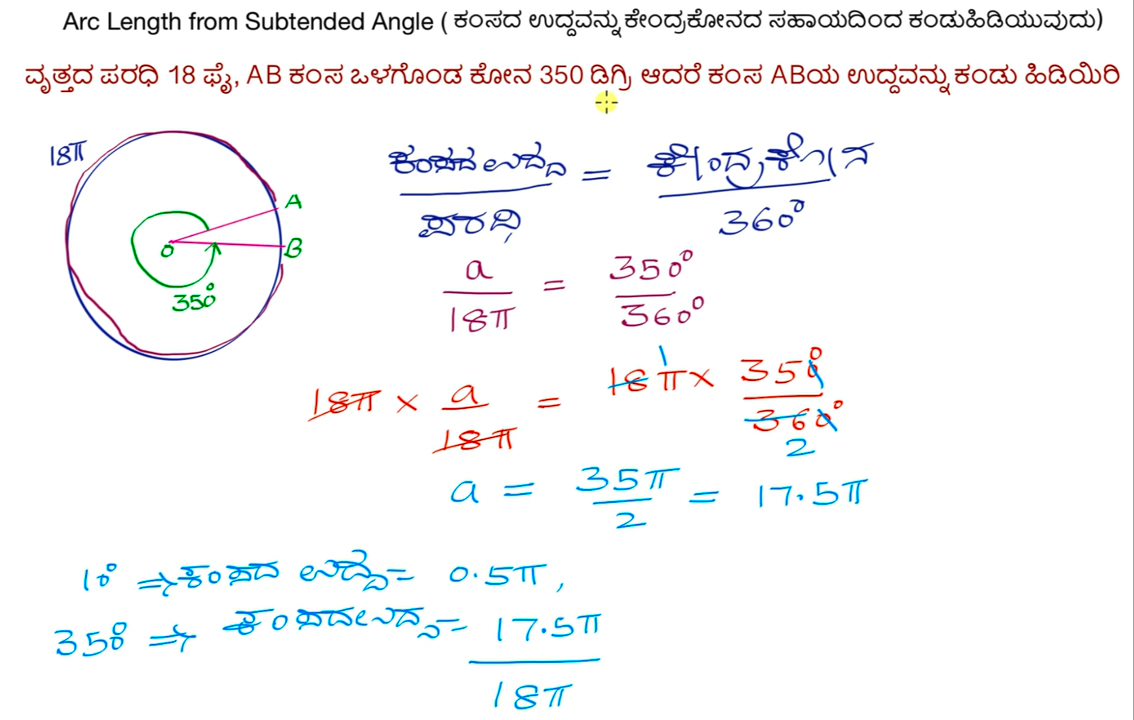 Arc Length from Subtended Angle ( ಕಂಸದ ಉದ್ದವನ್ನು ಕೇಂದ್ರಕೋನದ ಸಹಾಯದಿಂದ ಕಂಡುಹಿಡಿಯುವುದು)
ವೃತ್ತದ ಪರಧಿ 18 ಫೈ, AB ಕಂಸ ಒಳಗೊಂಡ ಕೋನ 350 ಡಿಗ್ರಿ ಆದರೆ ಕಂಸ ABಯ ಉದ್ದವನ್ನು ಕಂಡು ಹಿಡಿಯಿರಿ
18π
A
O
B
350°
ಕಂಸದ ಉದ್ದ = ಕೇಂದ್ರಕೋನ
ಪರಧಿ 360°
a = 350°
18π 360°
1
18π × a = 18π × 350°
18π 360°
2
a = 35π = 17.5π
2
10° ⇒ ಕಂಸದ ಉದ್ದ = 0.5π,
350° ⇒ ಕಂಸದ ಉದ್ದ = 17.5π
18π